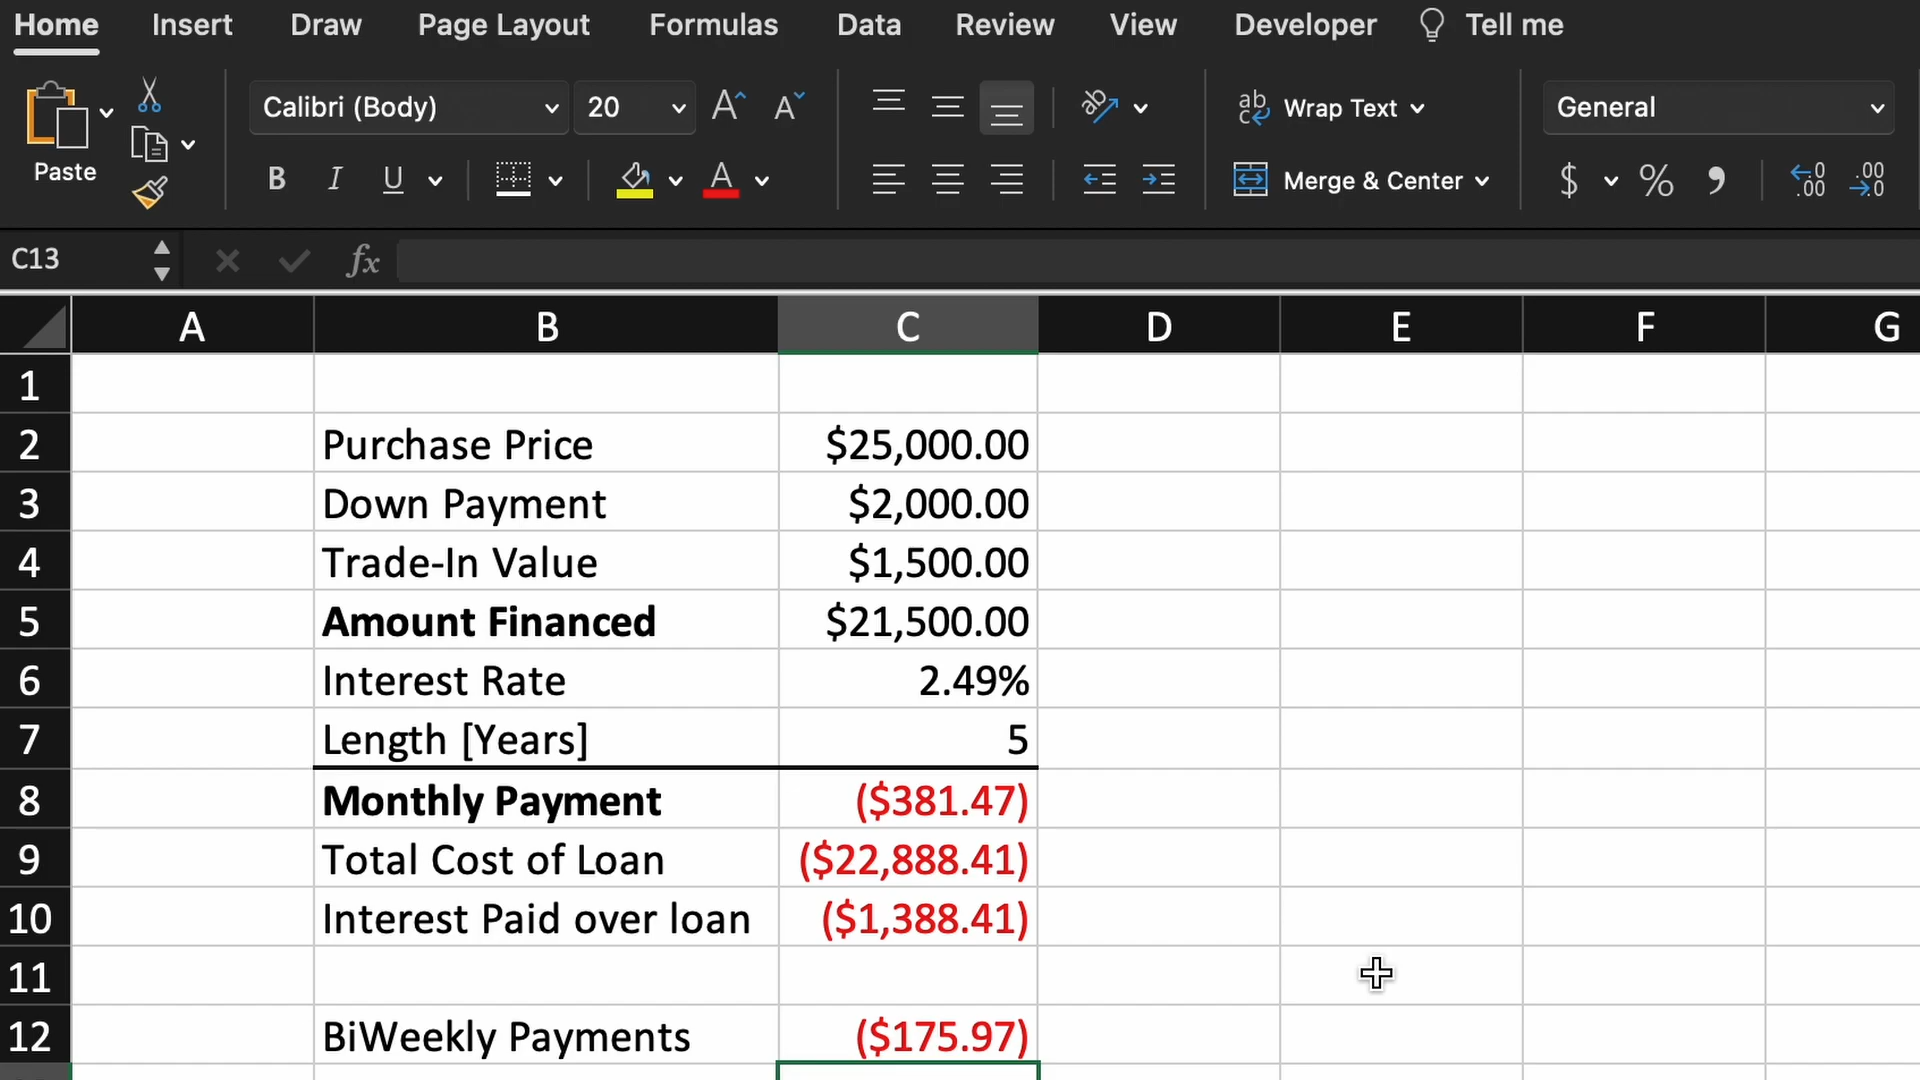 Home Insert Draw Page Layout Formulas Data Review View Developer Tell me
Paste
Calibri (Body) 20
Wrap Text
General
B I U A
Merge & Center
$ % 9 .00 .0
C13 fx
A B C D E F G
1
2 Purchase Price $25,000.00
3 Down Payment $2,000.00
4 Trade-In Value $1,500.00
5 Amount Financed $21,500.00
6 Interest Rate 2.49%
7 Length [Years] 5
8 Monthly Payment ($381.47)
9 Total Cost of Loan ($22,888.41)
10 Interest Paid over loan ($1,388.41)
11
12 BiWeekly Payments ($175.97)